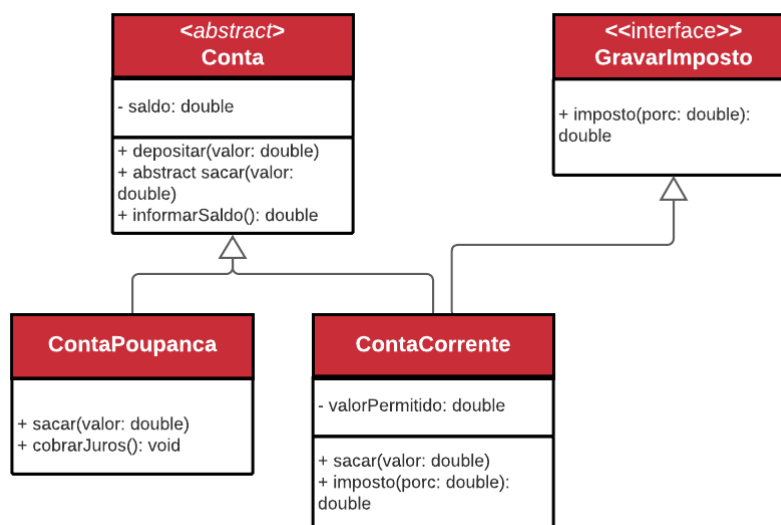 <abstract>
Conta
- saldo: double
+ depositar(valor: double)
+ abstract sacar(valor:
double)
+ informarSaldo(): double
<<interface>>
GravarImposto
+ imposto(porc: double):
double
ContaPoupanca
+ sacar(valor: double)
+ cobrarJuros(): void
ContaCorrente
- valorPermitido: double
+ sacar(valor: double)
+ imposto(porc: double):
double